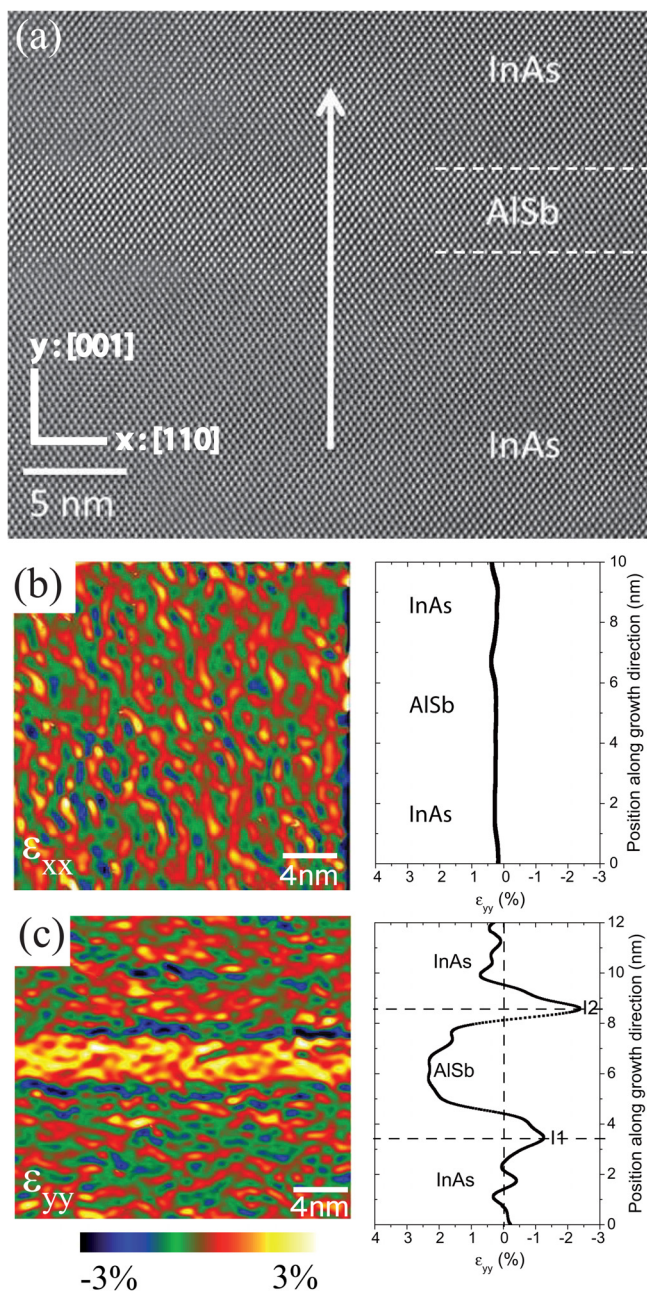 (a)
InAs
AlSb
y : [001]
x : [110]
5 nm
InAs
(b)
εxx
4nm
InAs
AlSb
InAs
10
8
6
4
2
0
Position along growth direction (nm)
4 3 2 1 0 -1 -2 -3
εyy (%)
(c)
εyy
4nm
-3% 3%
InAs
AlSb
InAs
I2
I1
12
10
8
6
4
2
0
Position along growth direction (nm)
4 3 2 1 0 -1 -2 -3
εyy (%)